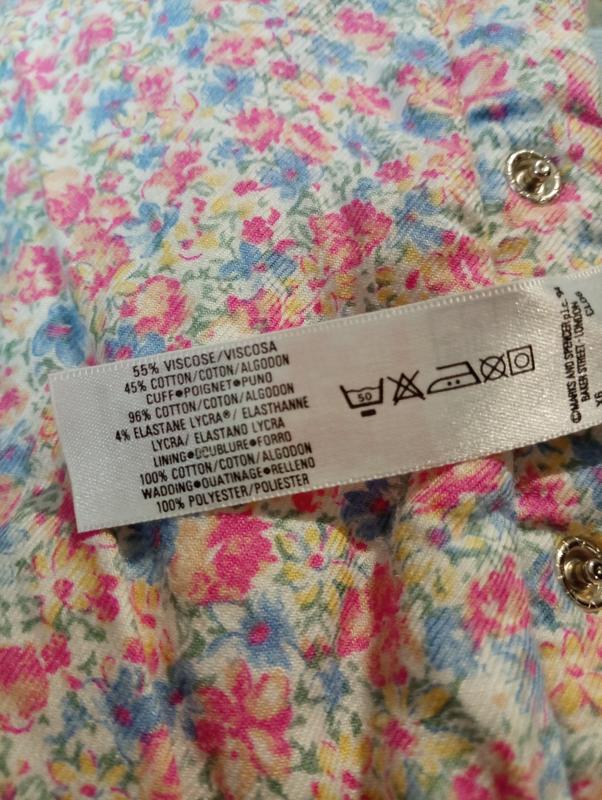 55% VISCOSE/VISCOSA
45% COTTON/COTON/ALGODON
CUFF●POIGNET●PUNO
96% COTTON/COTON/ALGODON
4% ELASTANE LYCRA®/ ELASTHANNE
LYCRA/ ELASTANO LYCRA
LINING●DOUBLURE●FORRO
100% COTTON/COTON/ALGODON
WADDING●OUATINAGE●RELLENO
100% POLYESTER/POLIESTER
50
©MARKS AND SPENCER p.l.c.
BAKER STREET · LONDON